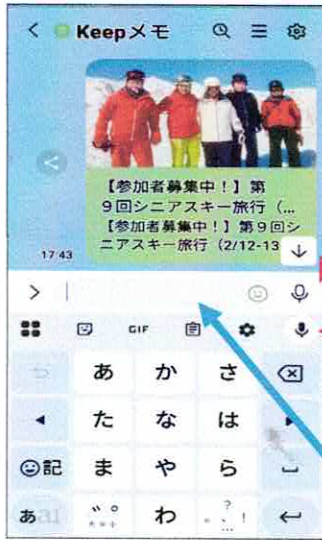 Keepメモ
【参加者募集中！】第
9回シニアスキー旅行（...
【参加者募集中！】第9回シ
ニアスキー旅行（2/12-13
17:43
GIF
あ か さ
た な は
記 ま や ら
あ わ 。 、 ? !